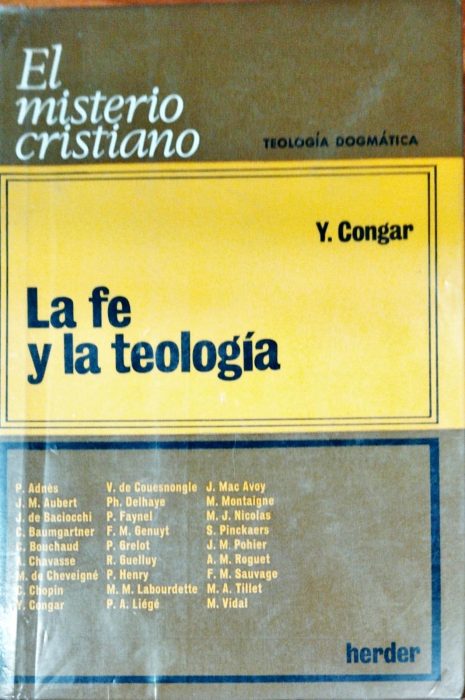 El
misterio
cristiano
TEOLOGÍA DOGMÁTICA
Y. Congar
La fe
y la teología
P. Adnès
J. M. Aubert
J. de Baciocchi
C. Baumgartner
C. Bouchaud
A. Chavasse
M. de Cheveigné
C. Chopin
Y. Congar
V. de Couesnongle
Ph. Delhaye
P. Faynel
F. M. Genuyt
P. Grelot
R. Guelluy
P. Henry
M. M. Labourdette
P. A. Liégé
J. Mac Avoy
M. Montaigne
M. J. Nicolas
S. Pinckaers
J. M. Pohier
A. M. Roguet
F. M. Sauvage
M. A. Tillet
M. Vidal
herder